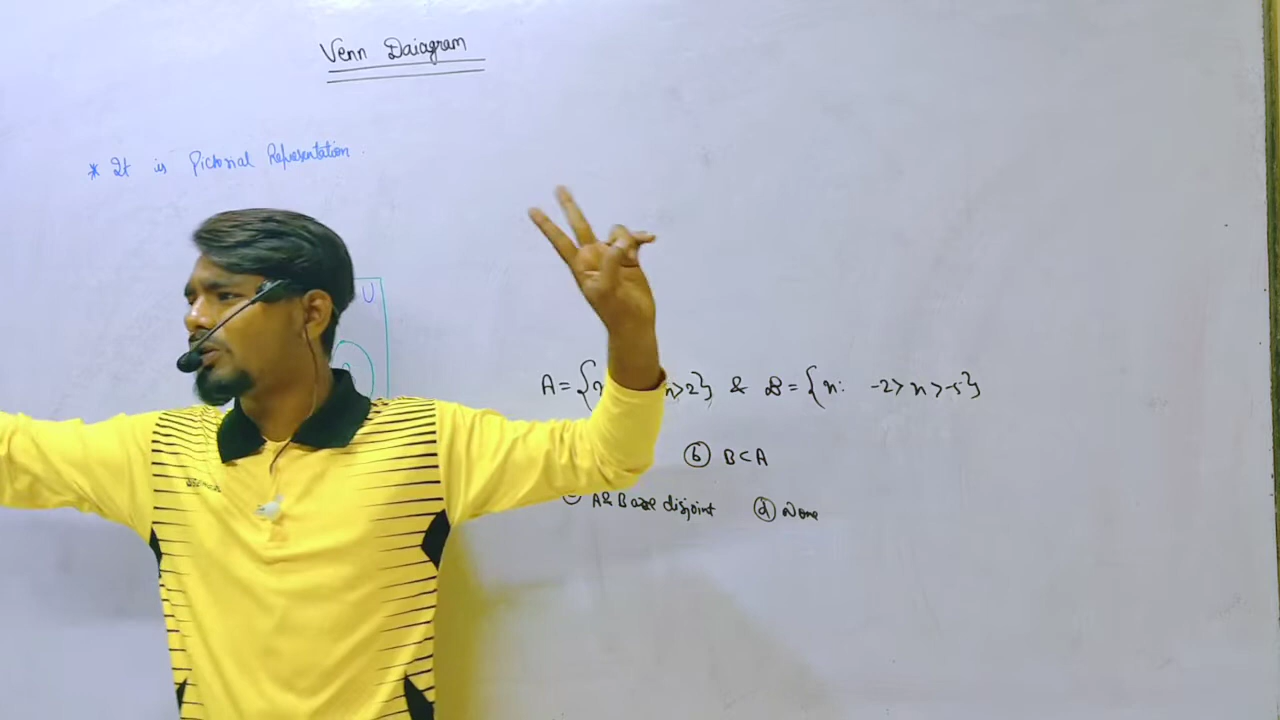 Venn Daiagram
* It is Pictorial Representation.
U
A = {x >2} & B = {x: -2> x >-5}
(b) B⊂A
A & B are disjoint (d) None